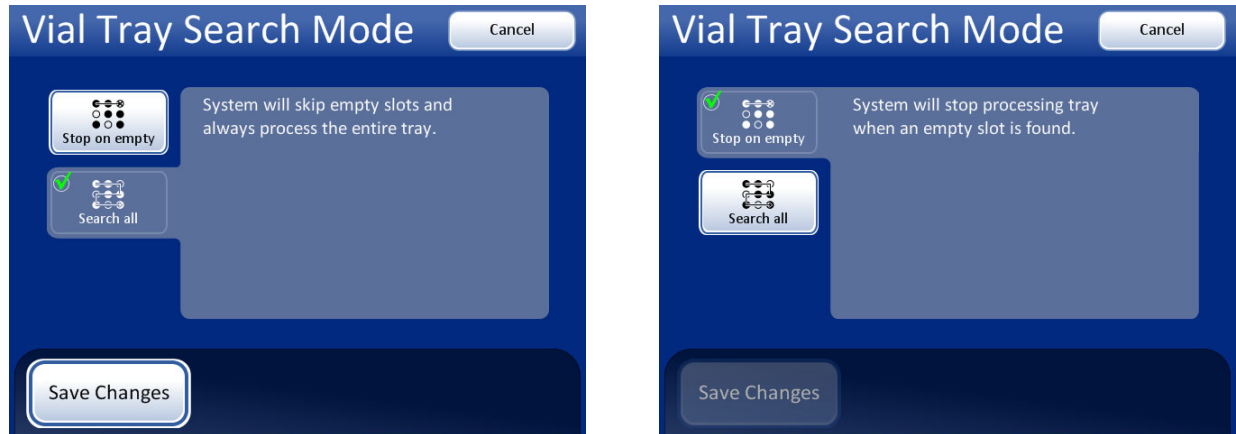 Vial Tray Search Mode
Cancel
Stop on empty
System will skip empty slots and
always process the entire tray.
Search all
Save Changes
Vial Tray Search Mode
Cancel
Stop on empty
System will stop processing tray
when an empty slot is found.
Search all
Save Changes